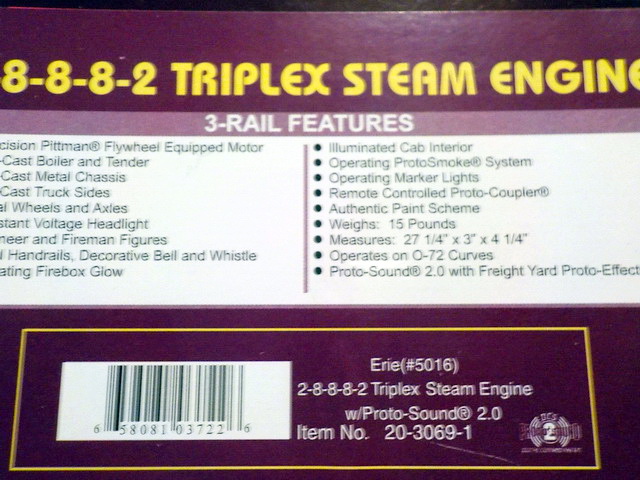 -8-8-8-2 TRIPLEX STEAM ENGINE
3-RAIL FEATURES
cision Pittman® Flywheel Equipped Motor
-Cast Boiler and Tender
-Cast Metal Chassis
Cast Truck Sides
al Wheels and Axles
stant Voltage Headlight
neer and Fireman Figures
l Handrails, Decorative Bell and Whistle
ating Firebox Glow
• Illuminated Cab Interior
• Operating ProtoSmoke® System
• Operating Marker Lights
• Remote Controlled Proto-Coupler®
• Authentic Paint Scheme
• Weighs: 15 Pounds
• Measures: 27 1/4" x 3" x 4 1/4"
• Operates on O-72 Curves
• Proto-Sound® 2.0 with Freight Yard Proto-Effect
6 58081 03722 6
Erie(#5016)
2-8-8-8-2 Triplex Steam Engine
w/Proto-Sound® 2.0
Item No. 20-3069-1